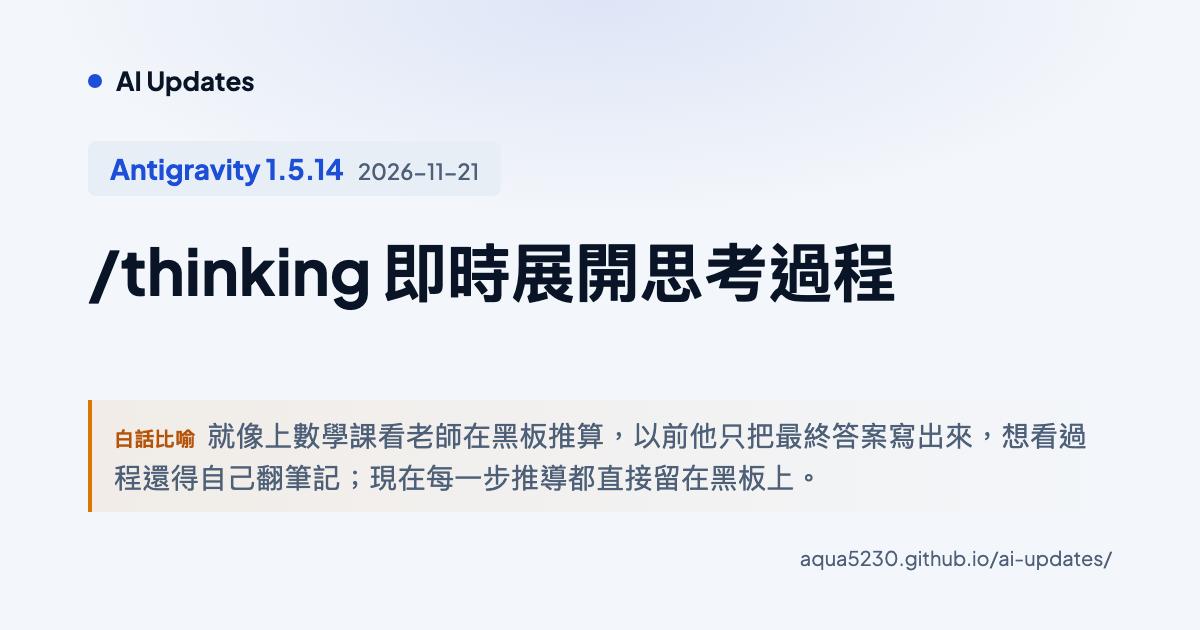 AI Updates
Antigravity 1.5.14 2026-11-21
/thinking 即時展開思考過程
白話比喻 就像上數學課看老師在黑板推算，以前他只把最終答案寫出來，想看過
程還得自己翻筆記；現在每一步推導都直接留在黑板上。
aqua5230.github.io/ai-updates/